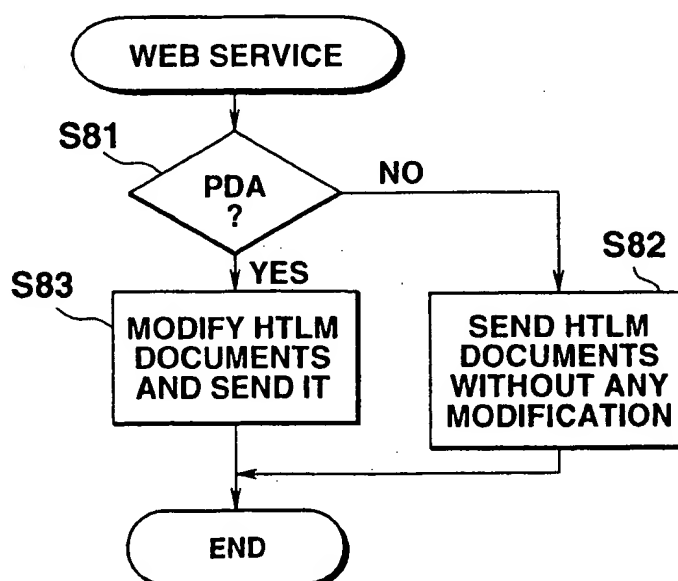 WEB SERVICE
S81
PDA
?
NO
YES
S82
S83
MODIFY HTLM
DOCUMENTS
AND SEND IT
SEND HTLM
DOCUMENTS
WITHOUT ANY
MODIFICATION
END